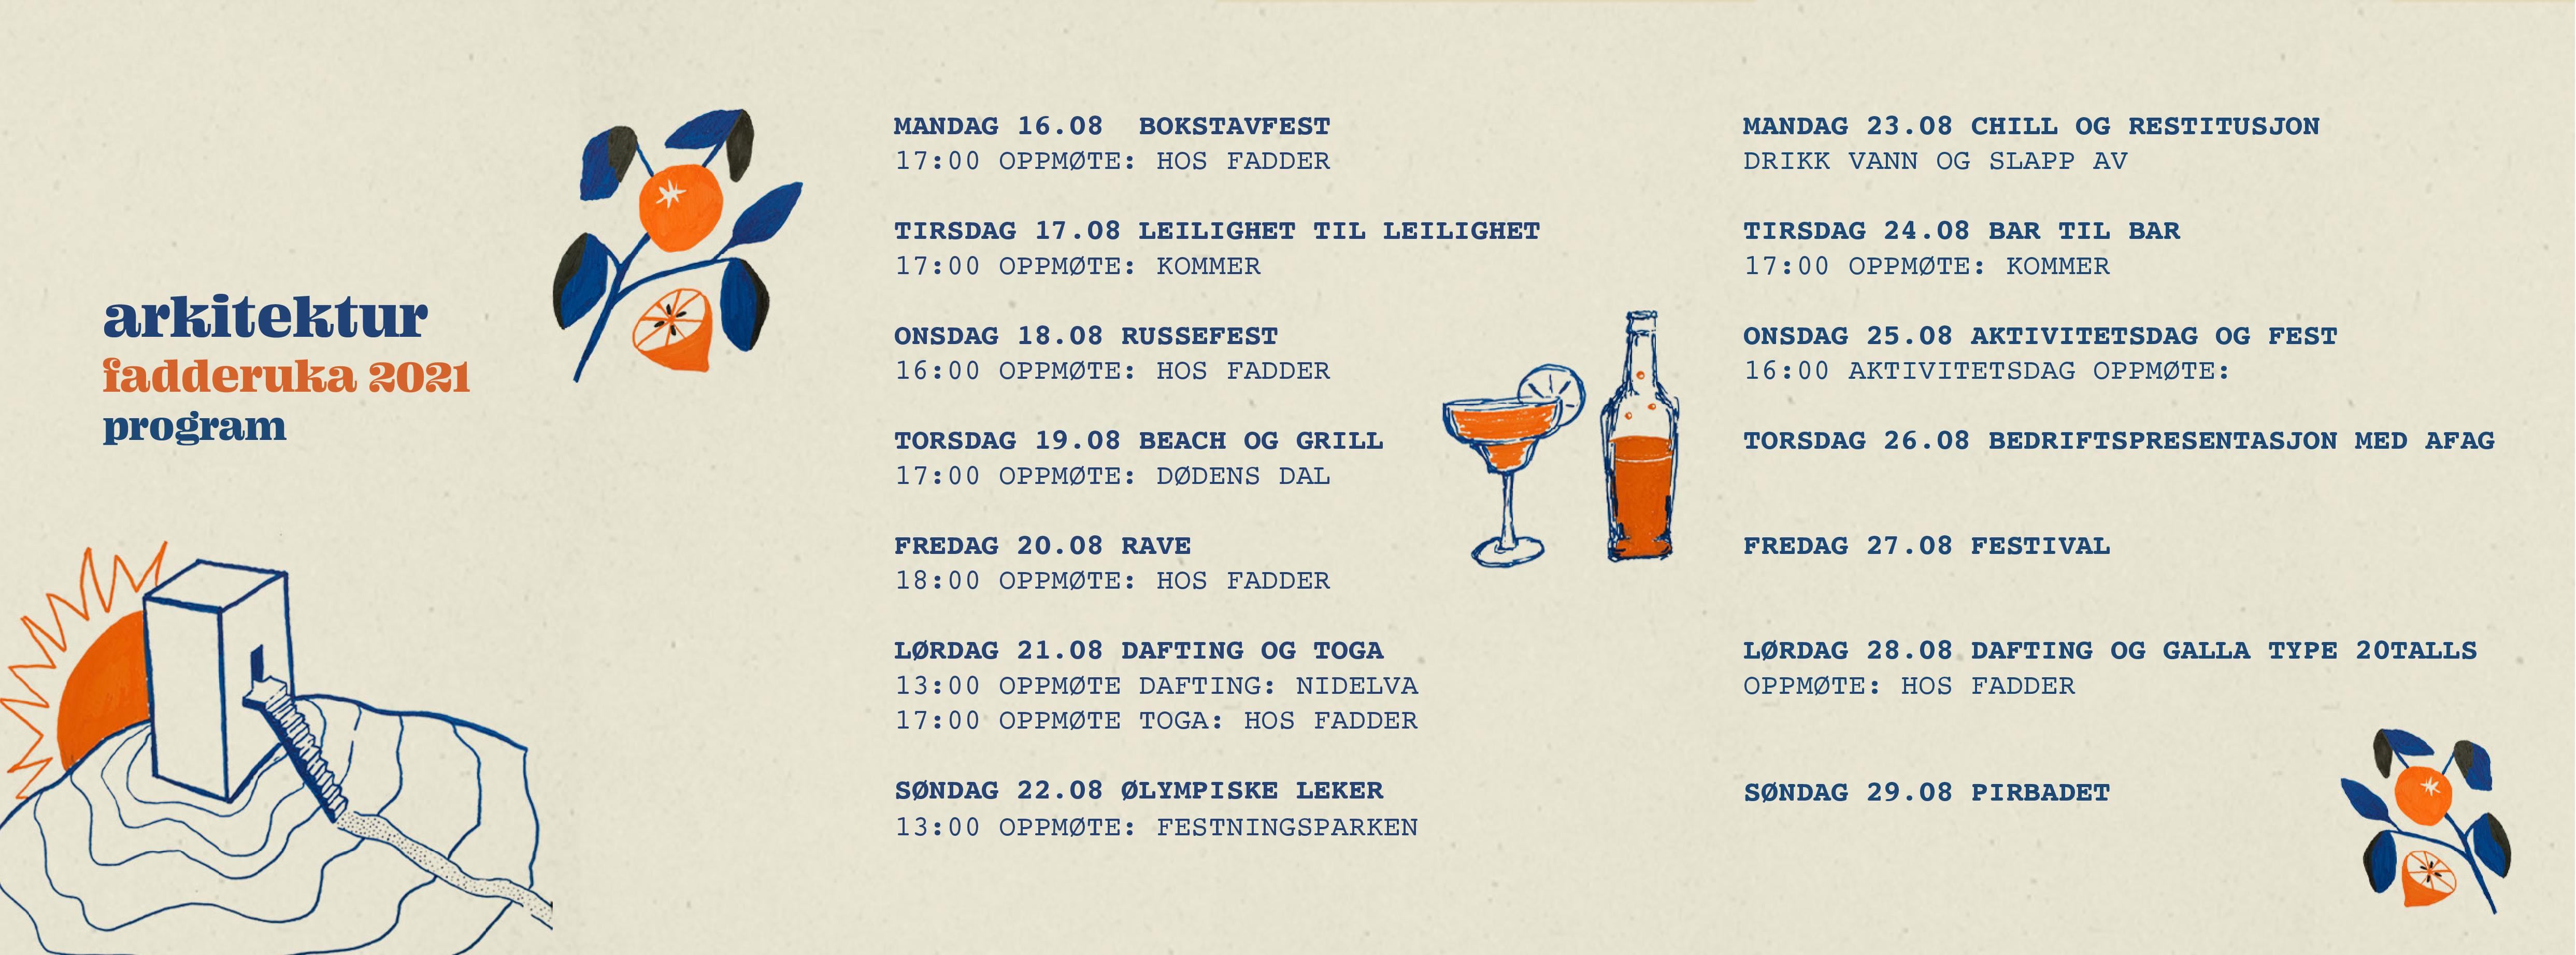 arkitektur
fadderuka 2021
program
MANDAG 16.08 BOKSTAVFEST
17:00 OPPMØTE: HOS FADDER
TIRSDAG 17.08 LEILIGHET TIL LEILIGHET
17:00 OPPMØTE: KOMMER
ONSDAG 18.08 RUSSEFEST
16:00 OPPMØTE: HOS FADDER
TORSDAG 19.08 BEACH OG GRILL
17:00 OPPMØTE: DØDENS DAL
FREDAG 20.08 RAVE
18:00 OPPMØTE: HOS FADDER
LØRDAG 21.08 DAFTING OG TOGA
13:00 OPPMØTE DAFTING: NIDELVA
17:00 OPPMØTE TOGA: HOS FADDER
SØNDAG 22.08 ØLYMPISKE LEKER
13:00 OPPMØTE: FESTNINGSPARKEN
MANDAG 23.08 CHILL OG RESTITUSJON
DRIKK VANN OG SLAPP AV
TIRSDAG 24.08 BAR TIL BAR
17:00 OPPMØTE: KOMMER
ONSDAG 25.08 AKTIVITETSDAG OG FEST
16:00 AKTIVITETSDAG OPPMØTE:
TORSDAG 26.08 BEDRIFTSPRESENTASJON MED AFAG
FREDAG 27.08 FESTIVAL
LØRDAG 28.08 DAFTING OG GALLA TYPE 20TALLS
OPPMØTE: HOS FADDER
SØNDAG 29.08 PIRBADET